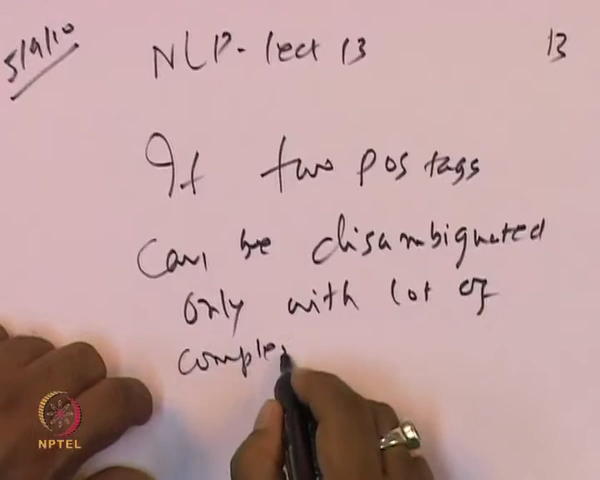 5/9/10
NLP - lect 13
13
If two pos tags
Can be disambiguated
only with lot of
comple
NPTEL